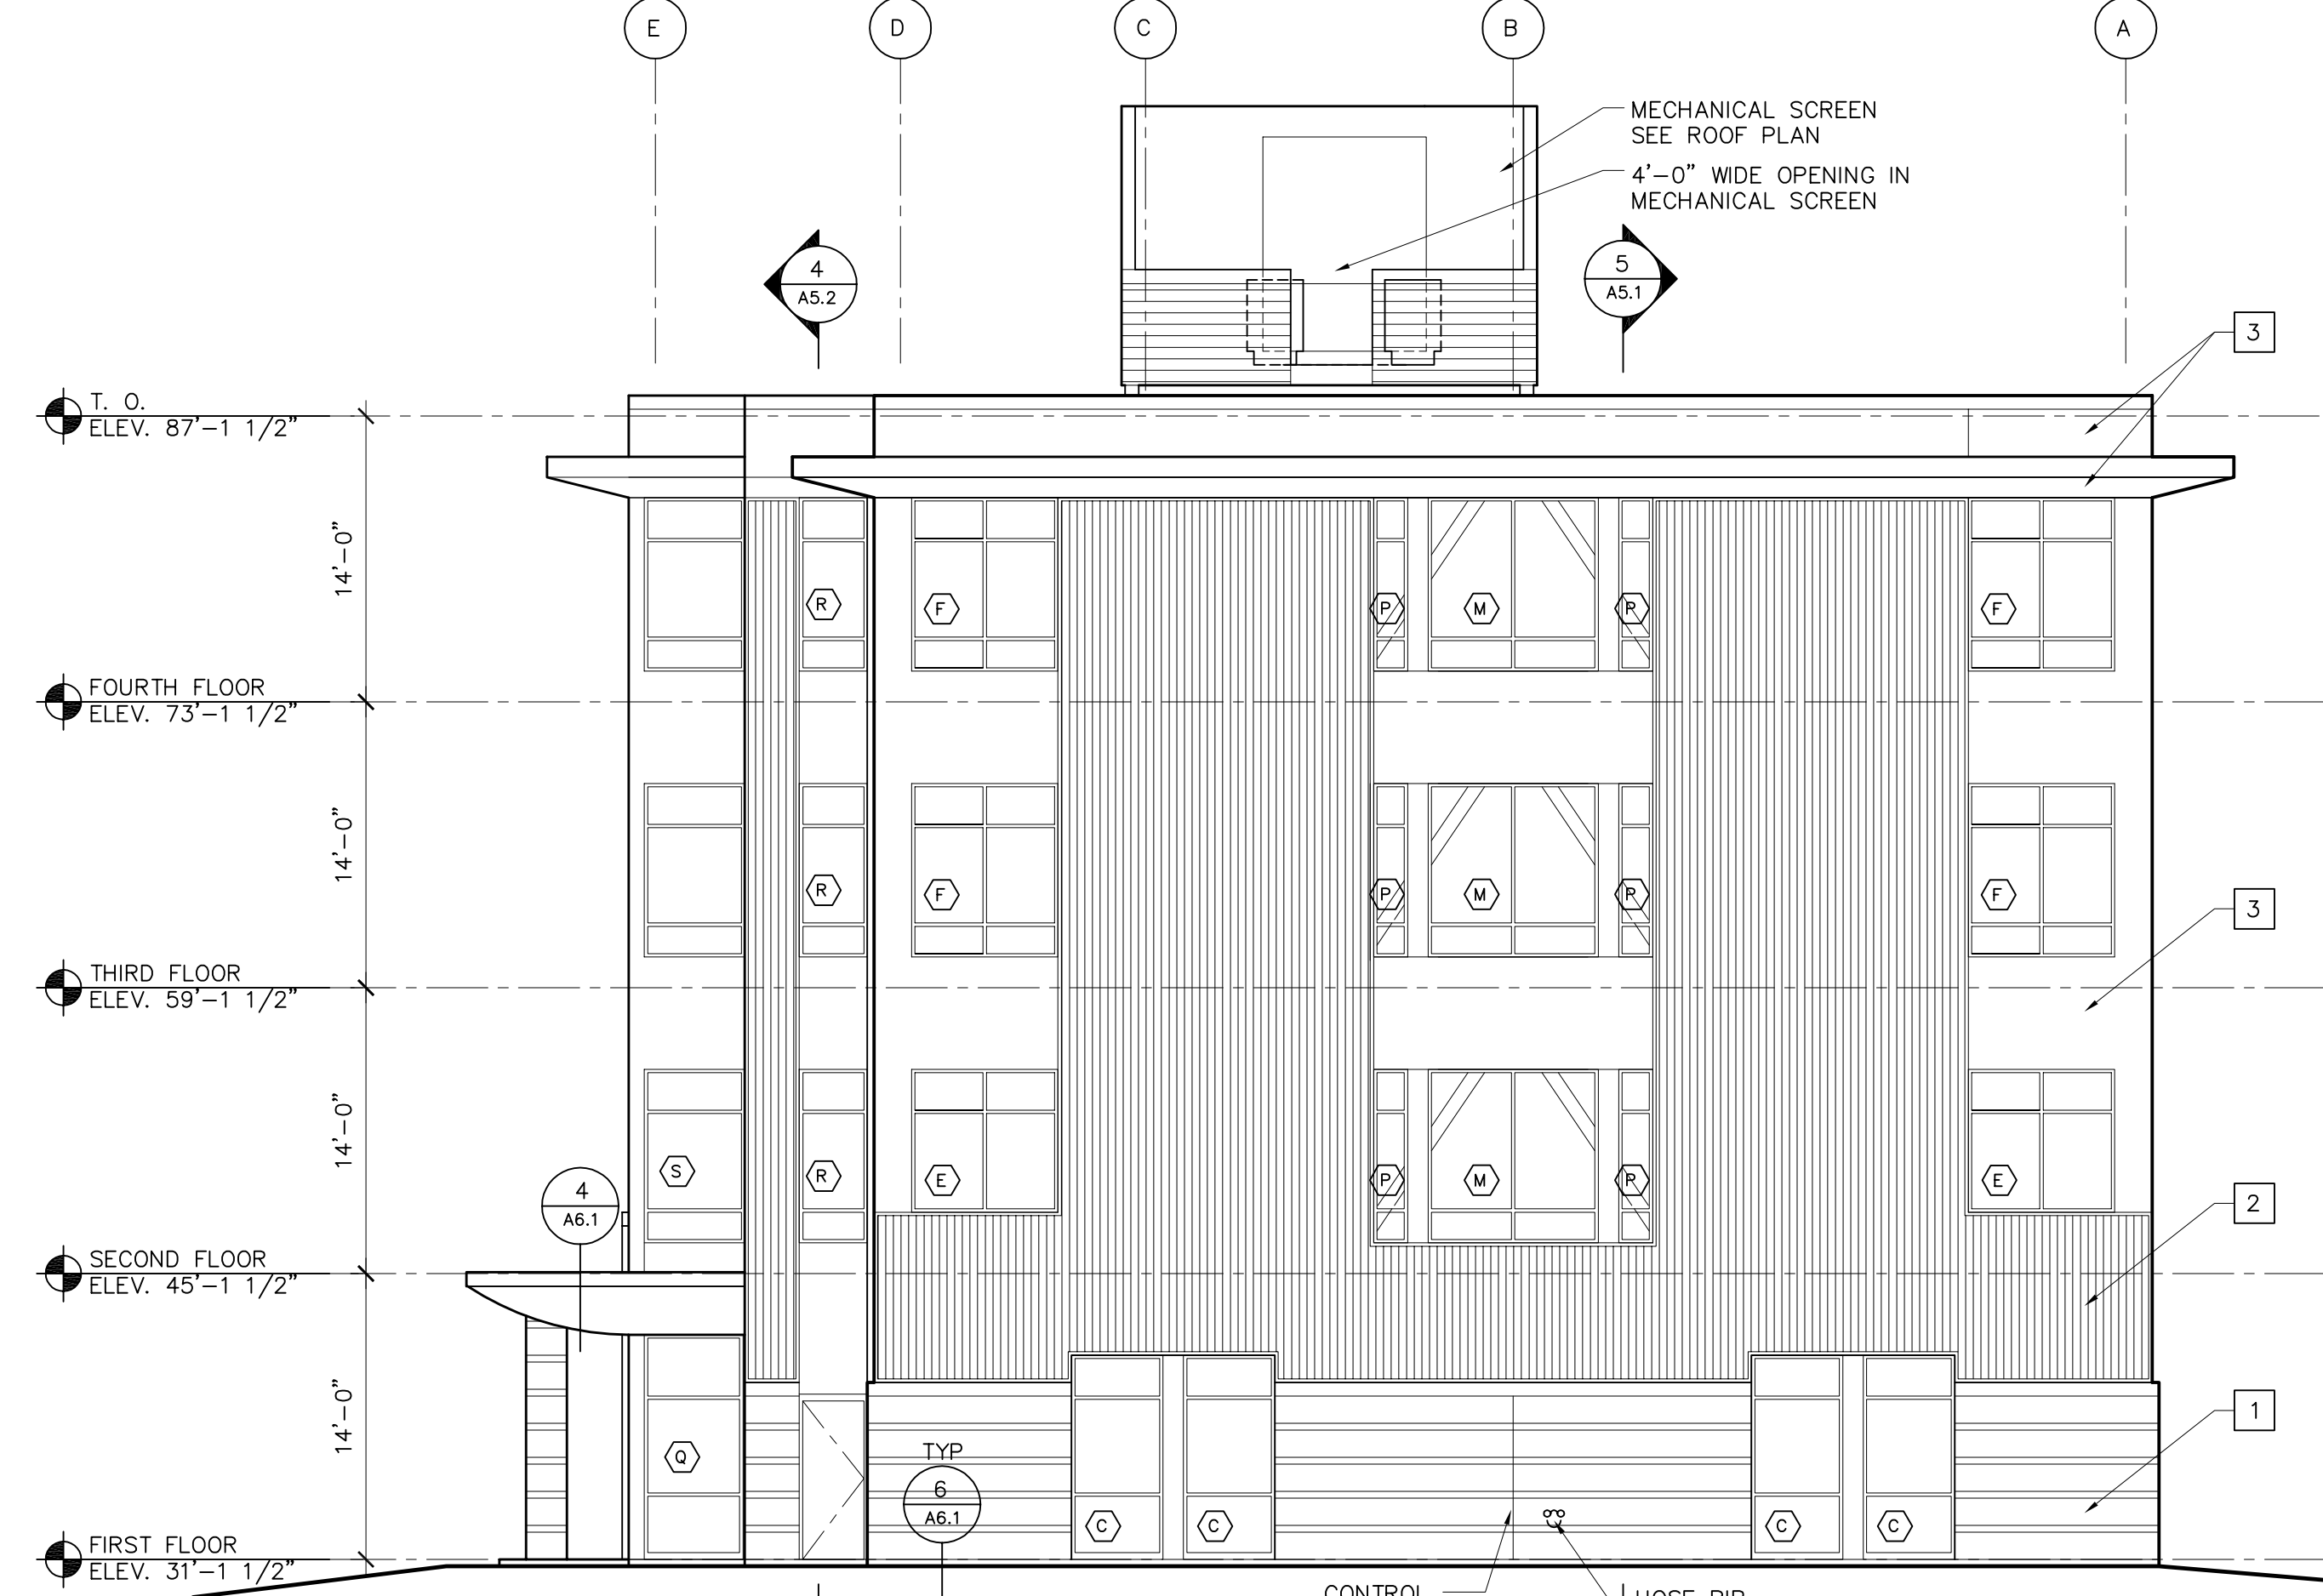 E
D
C
B
A
MECHANICAL SCREEN
SEE ROOF PLAN
4'-0" WIDE OPENING IN
MECHANICAL SCREEN
4
A5.2
5
A5.1
3
T. O.
ELEV. 87'-1 1/2"
14'-0"
R
F
P
M
P
F
FOURTH FLOOR
ELEV. 73'-1 1/2"
14'-0"
R
F
P
M
P
F
3
THIRD FLOOR
ELEV. 59'-1 1/2"
14'-0"
S
R
E
P
M
P
E
4
A6.1
2
SECOND FLOOR
ELEV. 45'-1 1/2"
14'-0"
1
Q
TYP
6
A6.1
C
C
C
C
FIRST FLOOR
ELEV. 31'-1 1/2"
CONTROL
HOSE BIB